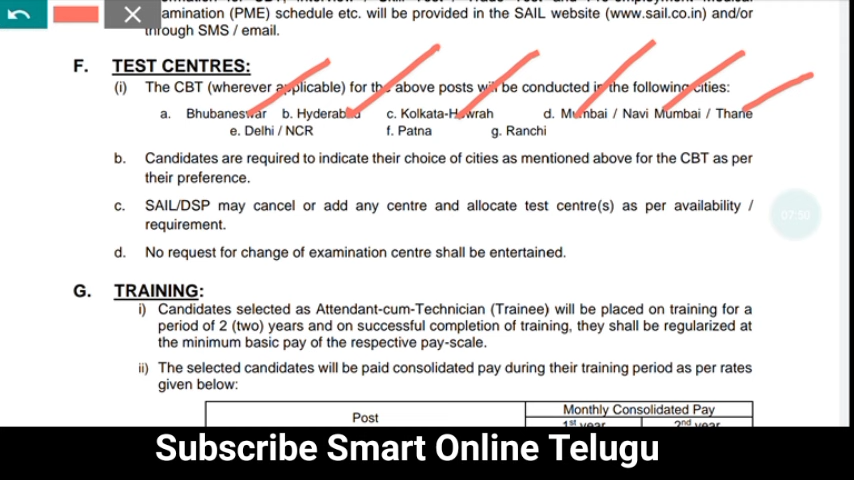 amination (PME) schedule etc. will be provided in the SAIL website (www.sail.co.in) and/or
through SMS / email.
F. TEST CENTRES:
(i) The CBT (wherever applicable) for the above posts will be conducted in the following cities:
a. Bhubaneswar b. Hyderabad c. Kolkata-Howrah d. Mumbai / Navi Mumbai / Thane
e. Delhi / NCR f. Patna g. Ranchi
b. Candidates are required to indicate their choice of cities as mentioned above for the CBT as per
their preference.
c. SAIL/DSP may cancel or add any centre and allocate test centre(s) as per availability /
requirement.
07:50
d. No request for change of examination centre shall be entertained.
G. TRAINING:
i) Candidates selected as Attendant-cum-Technician (Trainee) will be placed on training for a
period of 2 (two) years and on successful completion of training, they shall be regularized at
the minimum basic pay of the respective pay-scale.
ii) The selected candidates will be paid consolidated pay during their training period as per rates
given below:
Post Monthly Consolidated Pay
1st year 2nd year
Subscribe Smart Online Telugu